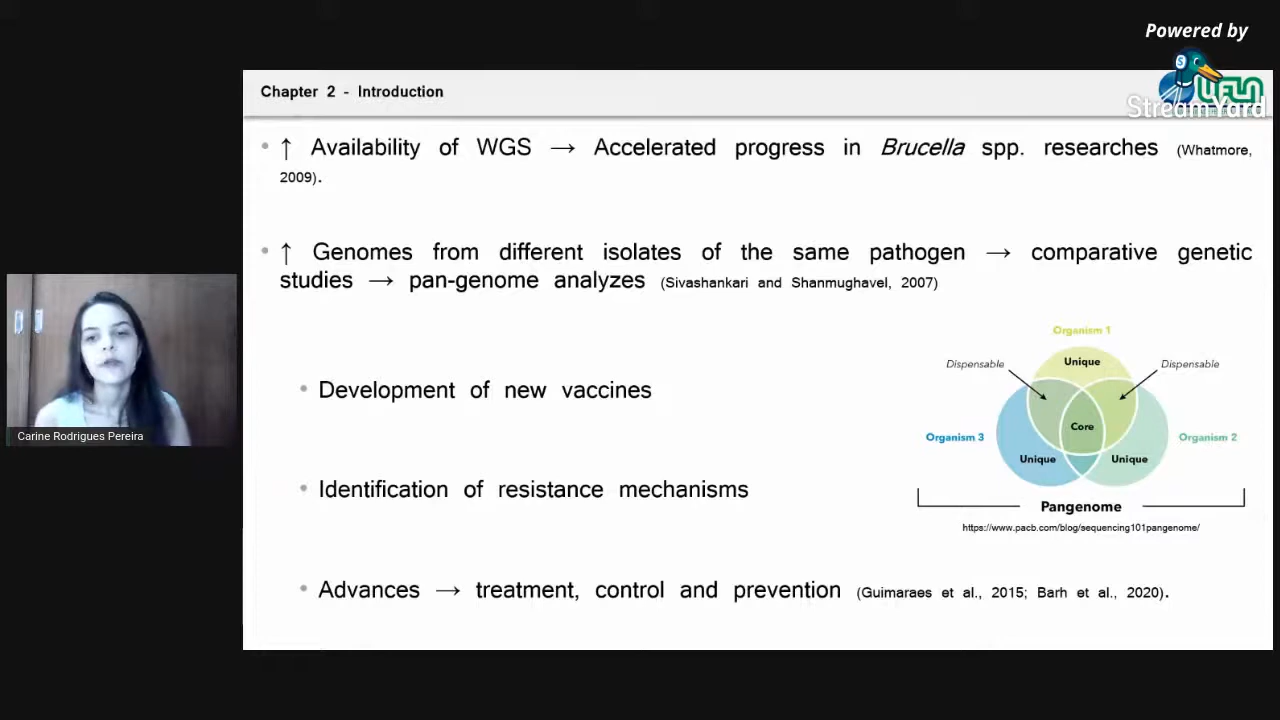 Powered by
StreamYard
S
UFLA
Chapter 2 - Introduction
• ↑ Availability of WGS → Accelerated progress in Brucella spp. researches (Whatmore,
2009).
• ↑ Genomes from different isolates of the same pathogen → comparative genetic
studies → pan-genome analyzes (Sivashankari and Shanmughavel, 2007)
• Development of new vaccines
• Identification of resistance mechanisms
• Advances → treatment, control and prevention (Guimaraes et al., 2015; Barh et al., 2020).
Organism 1
Dispensable
Unique
Dispensable
Core
Organism 3
Organism 2
Unique
Unique
Pangenome
https://www.pacb.com/blog/sequencing101pangenome/
Carine Rodrigues Pereira